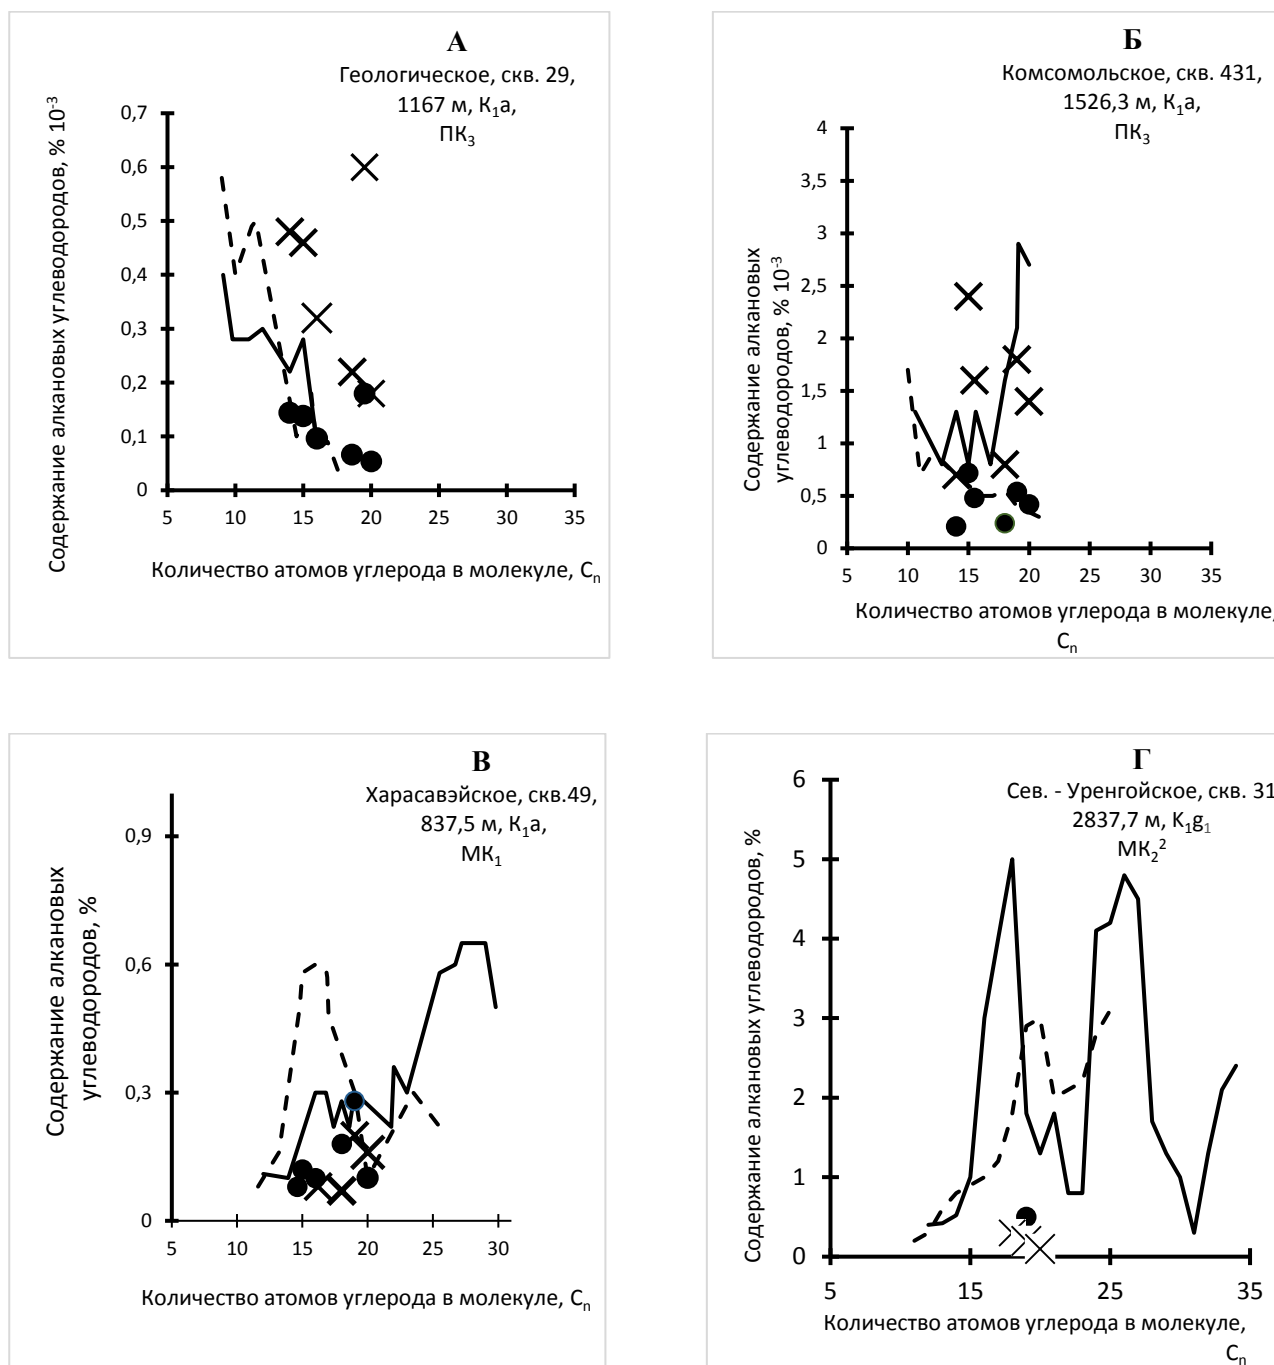 А
Геологическое, скв. 29,
1167 м, К₁а,
ПК₃
Содержание алкановых углеводородов, % 10⁻³
0,7
0,6
0,5
0,4
0,3
0,2
0,1
0
5 10 15 20 25 30 35
Количество атомов углерода в молекуле, Cₙ
Б
Комсомольское, скв. 431,
1526,3 м, К₁а,
ПК₃
Содержание алкановых
углеводородов, % 10⁻³
4
3,5
3
2,5
2
1,5
1
0,5
0
5 10 15 20 25 30 35
Количество атомов углерода в молекуле,
Cₙ
В
Харасавэйское, скв.49,
837,5 м, К₁а,
МК₁
Содержание алкановых
углеводородов, %
0,9
0,6
0,3
0
5 10 15 20 25 30
Количество атомов углерода в молекуле, Cₙ
Г
Сев. - Уренгойское, скв. 31
2837,7 м, K₁g₁
МК₂²
Содержание алкановых углеводородов, %
6
5
4
3
2
1
0
5 15 25 35
Количество атомов углерода в молекуле,
Cₙ